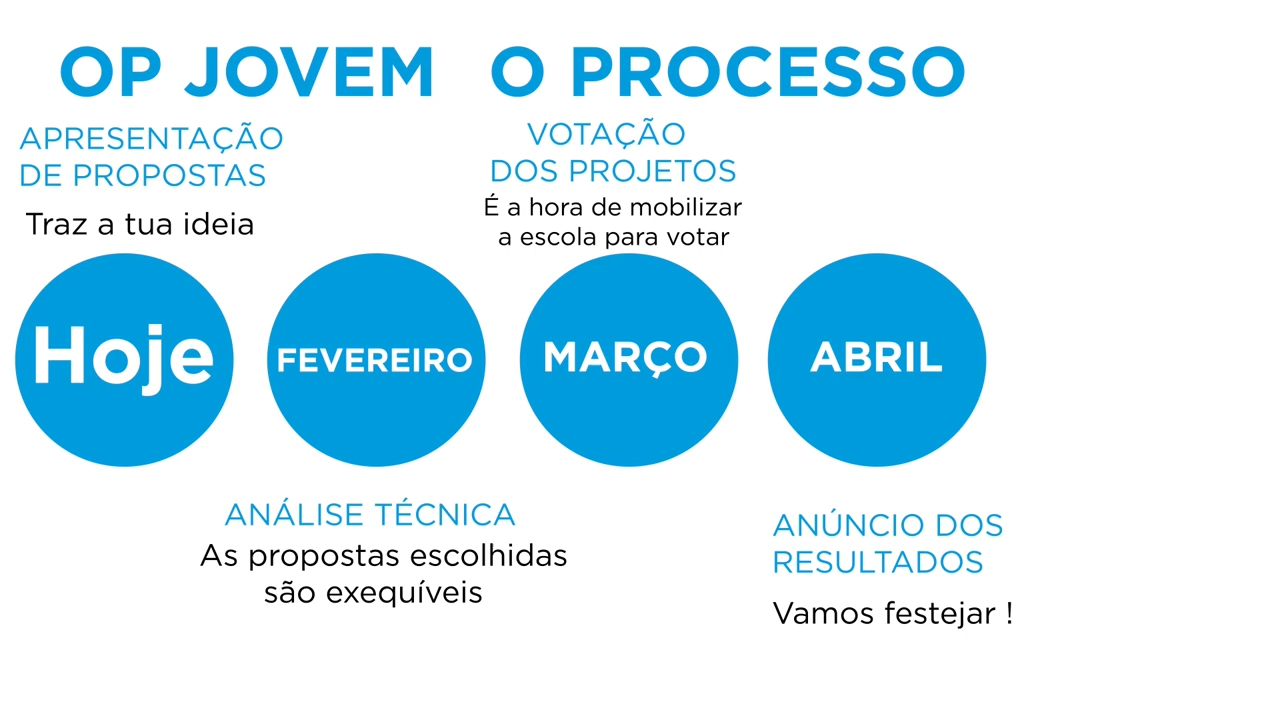 OP JOVEM O PROCESSO
APRESENTAÇÃO
DE PROPOSTAS
Traz a tua ideia
Hoje
FEVEREIRO
ANÁLISE TÉCNICA
As propostas escolhidas
são exequíveis
VOTAÇÃO
DOS PROJETOS
É a hora de mobilizar
a escola para votar
MARÇO
ABRIL
ANÚNCIO DOS
RESULTADOS
Vamos festejar !